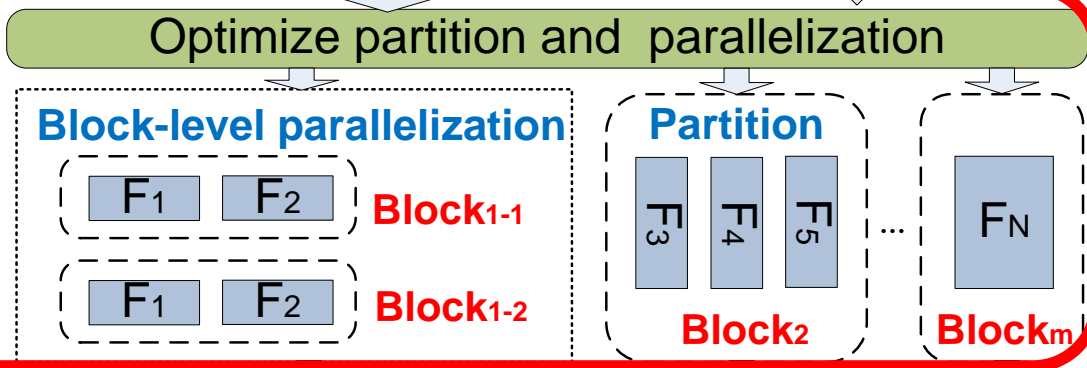 Optimize partition and parallelization
Block-level parallelization
F1 F2 Block1-1
F1 F2 Block1-2
Partition
F3 F4 F5
Block2
...
FN
Blockm